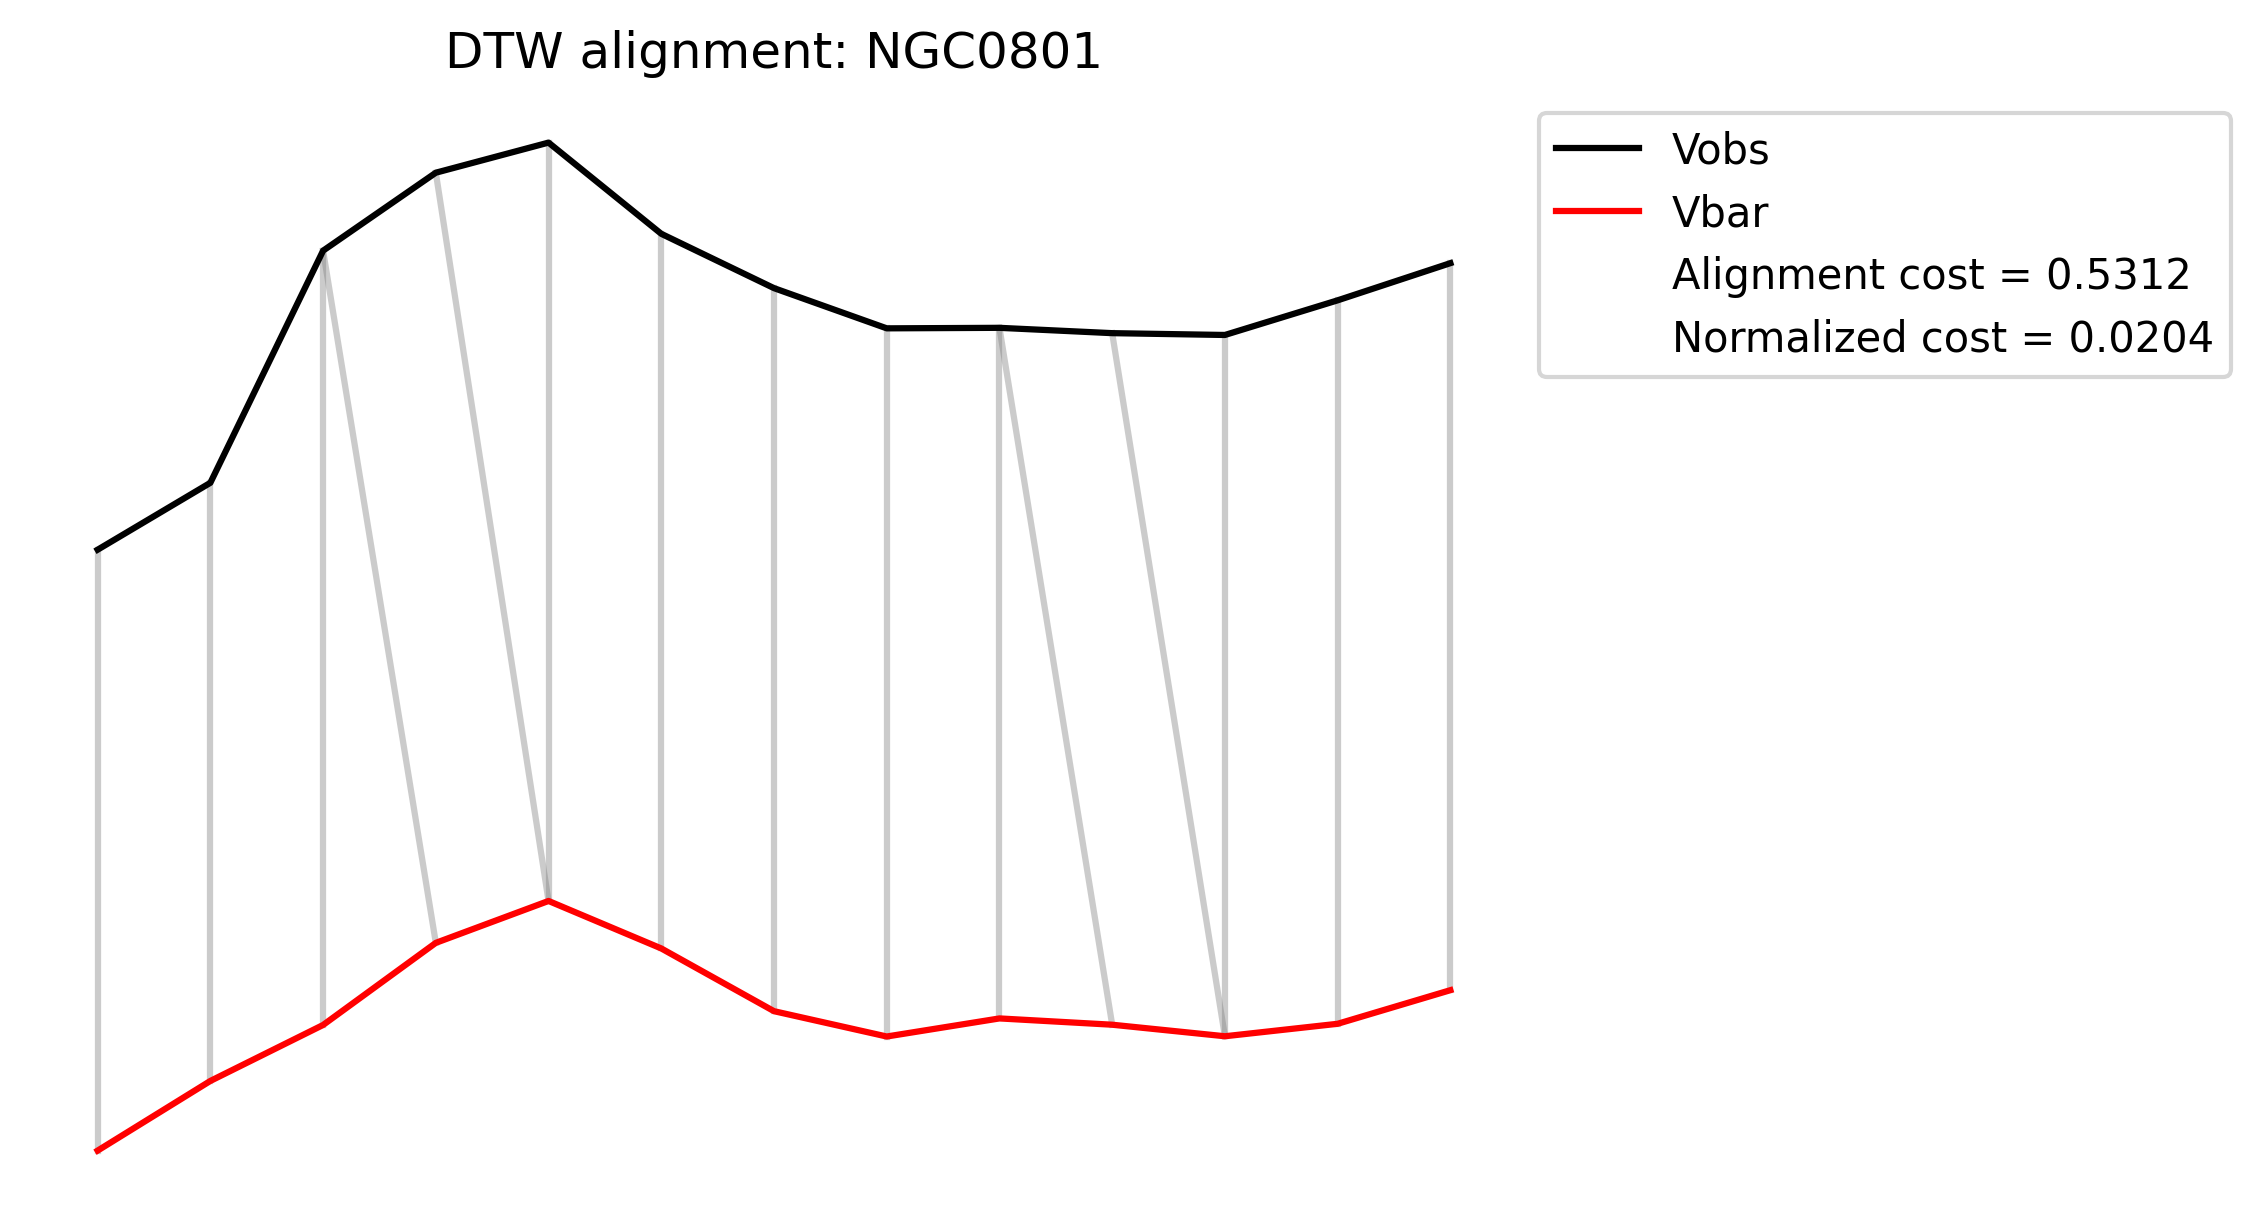 DTW alignment: NGC0801
Vobs
Vbar
Alignment cost = 0.5312
Normalized cost = 0.0204